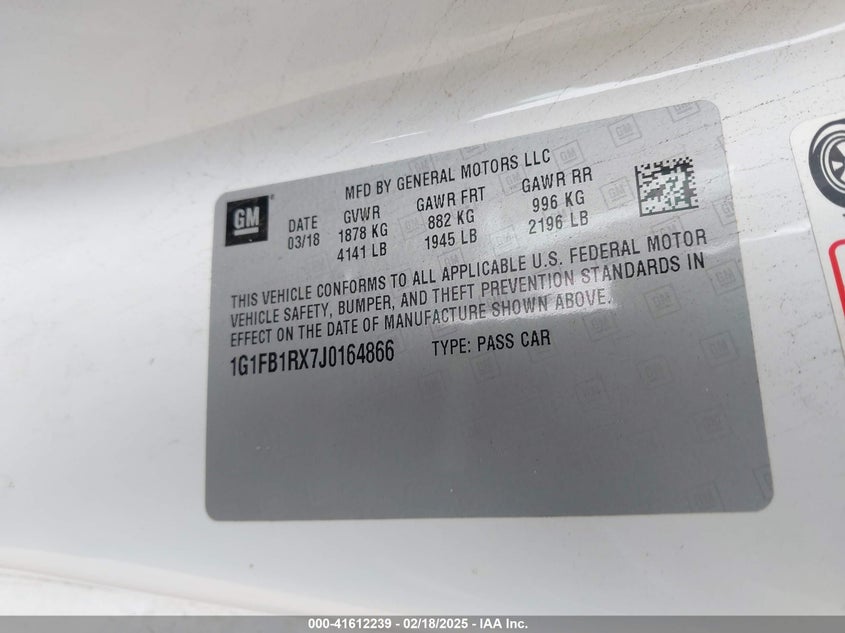 MFD BY GENERAL MOTORS LLC
GM
DATE GVWR GAWR FRT GAWR RR
03/18 1878 KG 882 KG 996 KG
4141 LB 1945 LB 2196 LB
THIS VEHICLE CONFORMS TO ALL APPLICABLE U.S. FEDERAL MOTOR
VEHICLE SAFETY, BUMPER, AND THEFT PREVENTION STANDARDS IN
EFFECT ON THE DATE OF MANUFACTURE SHOWN ABOVE.
1G1FB1RX7J0164866 TYPE: PASS CAR
000-41612239 - 02/18/2025 - IAA Inc.